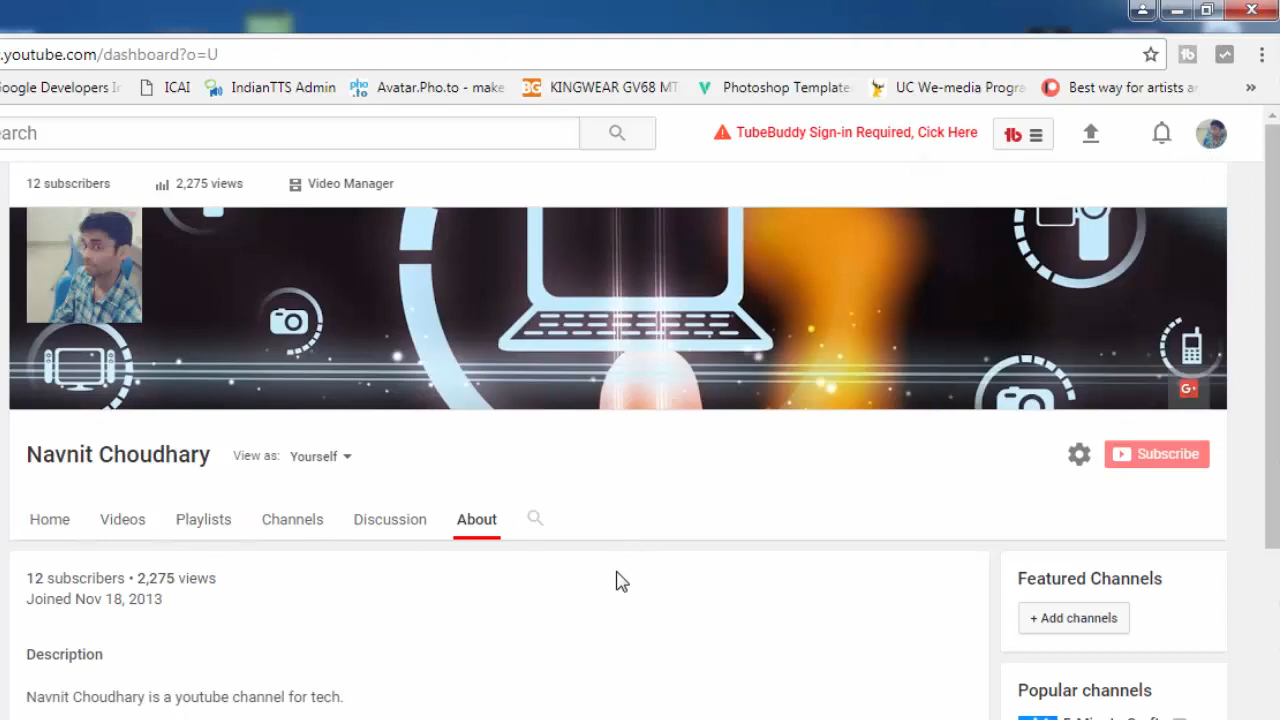 .youtube.com/dashboard?o=U
Google Developers In ICAI IndianTTS Admin Avatar.Pho.to - make KINGWEAR GV68 MT Photoshop Template UC We-media Progra Best way for artists ar »
earch TubeBuddy Sign-in Required, Cick Here
12 subscribers 2,275 views Video Manager
G+
Navnit Choudhary View as: Yourself Subscribe
Home Videos Playlists Channels Discussion About
12 subscribers • 2,275 views
Joined Nov 18, 2013
Description
Navnit Choudhary is a youtube channel for tech.
Featured Channels
+ Add channels
Popular channels